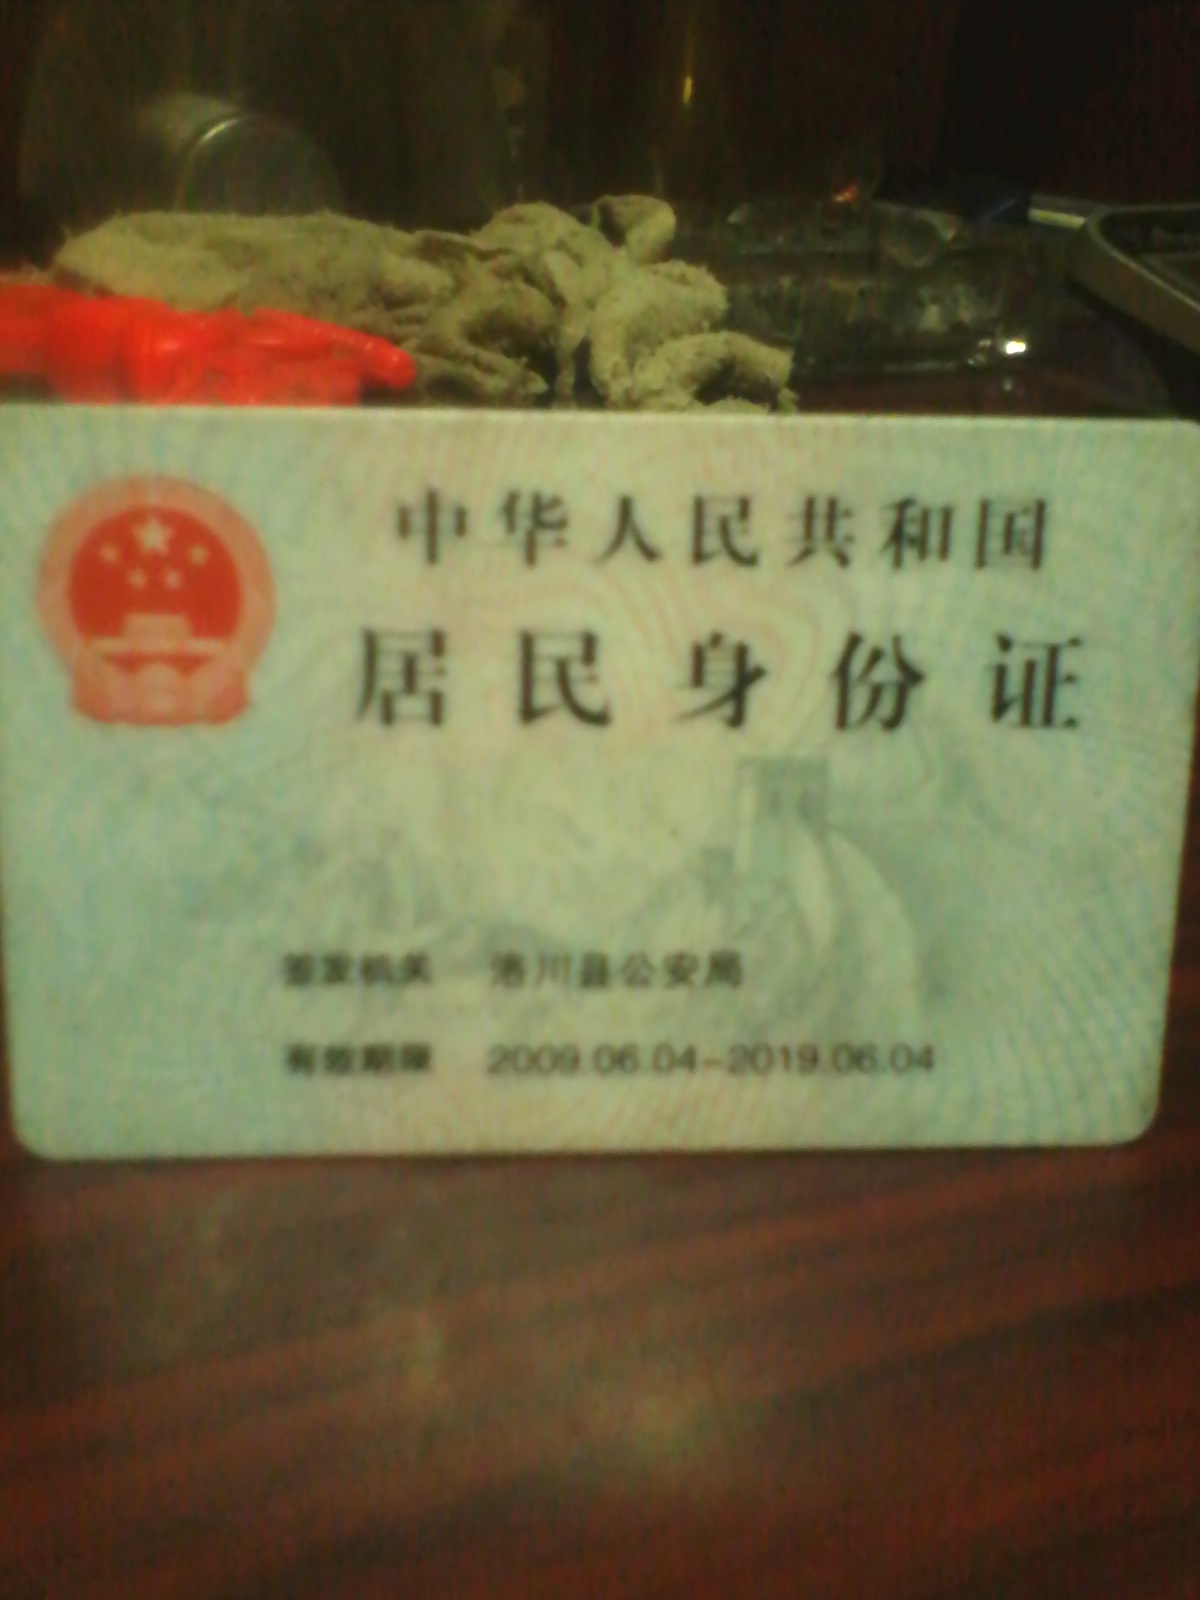 中华人民共和国
居民身份证
签发机关 洛川县公安局
有效期限 2009.06.04-2019.06.04